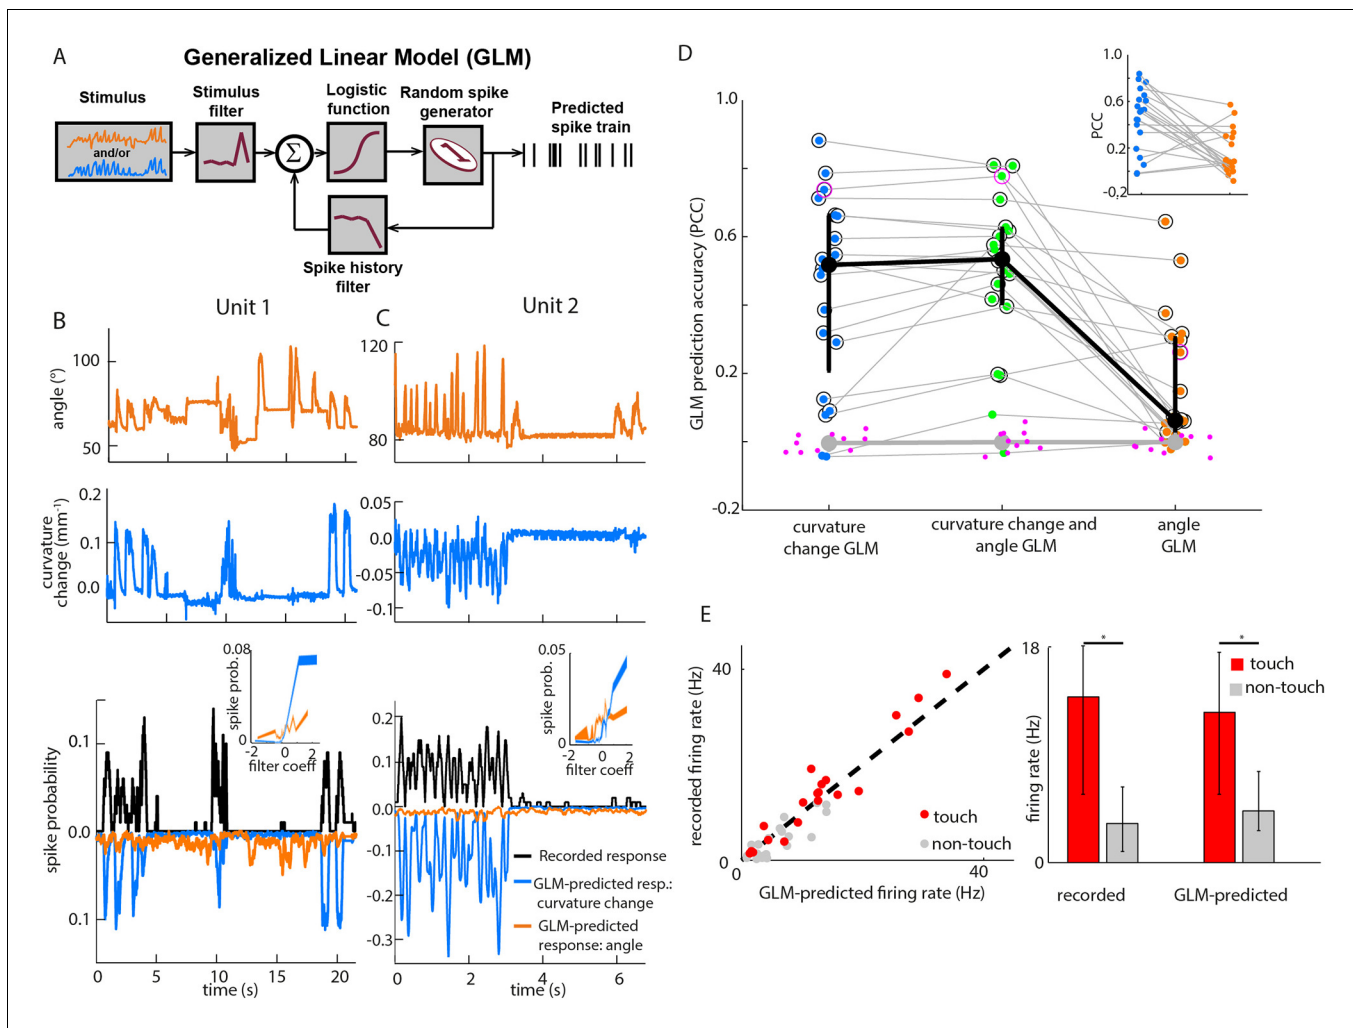 A
Generalized Linear Model (GLM)
Stimulus
and/or
Stimulus
filter
Σ
Logistic
function
Random spike
generator
Predicted
spike train
Spike history
filter
B
Unit 1
angle (°)
100
50
curvature
change (mm⁻¹)
0.2
0.1
0.0
spike probability
0.1
0.0
0.1
0.08
spike prob.
0
-2
0
2
filter coeff
0
5
10
15
20
time (s)
C
Unit 2
120
80
0.05
0.0
-0.05
-0.1
0.2
0.1
0.0
-0.1
-0.2
-0.3
0.05
spike prob.
0
-2
0
2
filter coeff
Recorded response
GLM-predicted resp.:
curvature change
GLM-predicted
response: angle
0
2
4
6
time (s)
D
GLM prediction accuracy (PCC)
1.0
0.6
0.2
-0.2
curvature
change GLM
curvature change and
angle GLM
angle
GLM
PCC
1.0
0.6
0.2
-0.2
E
recorded firing rate (Hz)
40
0
0
40
GLM-predicted firing rate (Hz)
touch
non-touch
firing rate (Hz)
18
0
*
*
touch
non-touch
recorded
GLM-predicted